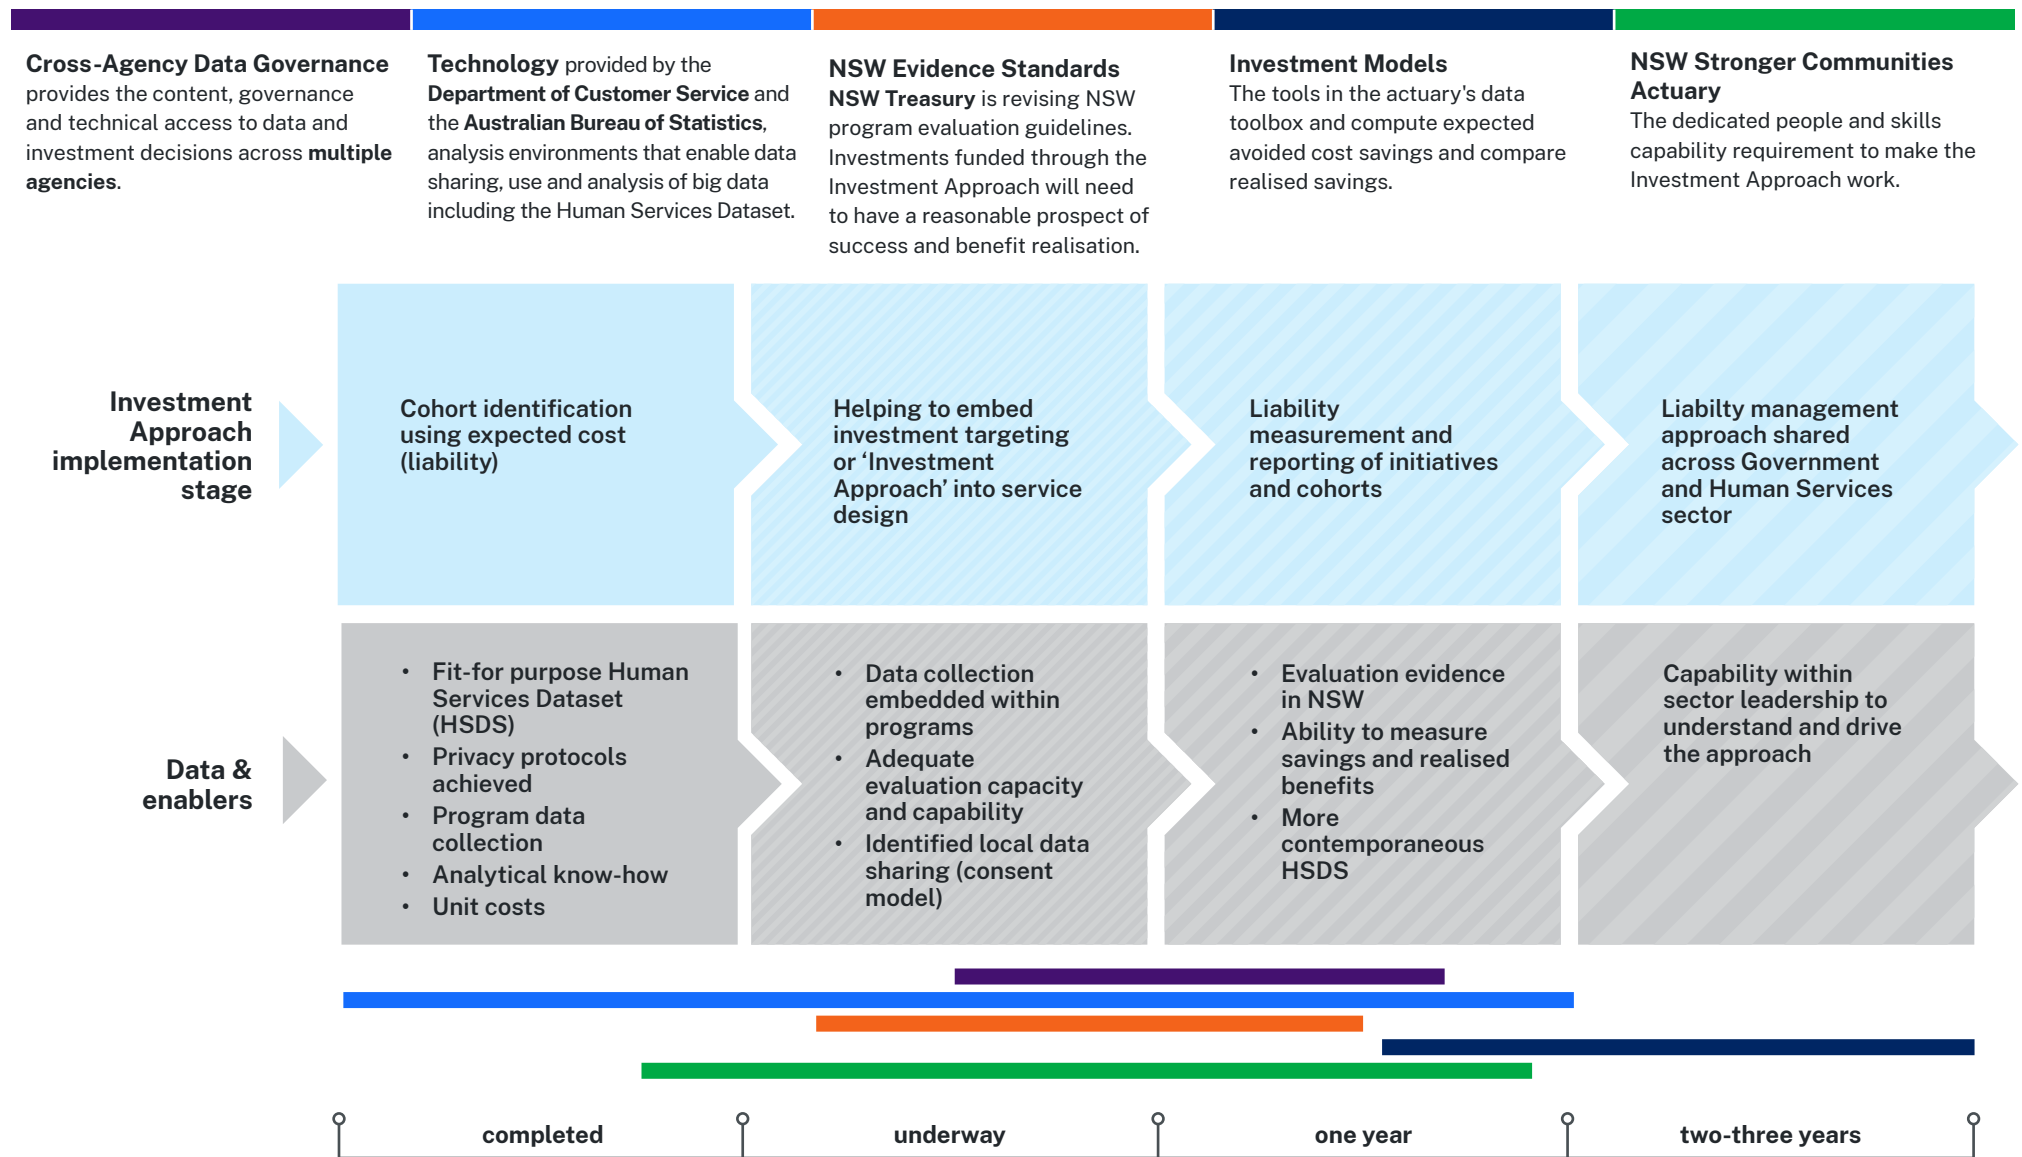 Cross-Agency Data Governance
provides the content, governance
and technical access to data and
investment decisions across multiple
agencies.
Technology provided by the
Department of Customer Service and
the Australian Bureau of Statistics,
analysis environments that enable data
sharing, use and analysis of big data
including the Human Services Dataset.
NSW Evidence Standards
NSW Treasury is revising NSW
program evaluation guidelines.
Investments funded through the
Investment Approach will need
to have a reasonable prospect of
success and benefit realisation.
Investment Models
The tools in the actuary's data
toolbox and compute expected
avoided cost savings and compare
realised savings.
NSW Stronger Communities
Actuary
The dedicated people and skills
capability requirement to make the
Investment Approach work.
Investment
Approach
implementation
stage
Cohort identification
using expected cost
(liability)
Helping to embed
investment targeting
or ‘Investment
Approach’ into service
design
Liability
measurement and
reporting of initiatives
and cohorts
Liabilty management
approach shared
across Government
and Human Services
sector
Data &
enablers
• Fit-for purpose Human
Services Dataset
(HSDS)
• Privacy protocols
achieved
• Program data
collection
• Analytical know-how
• Unit costs
• Data collection
embedded within
programs
• Adequate
evaluation capacity
and capability
• Identified local data
sharing (consent
model)
• Evaluation evidence
in NSW
• Ability to measure
savings and realised
benefits
• More
contemporaneous
HSDS
Capability within
sector leadership to
understand and drive
the approach
completed
underway
one year
two-three years